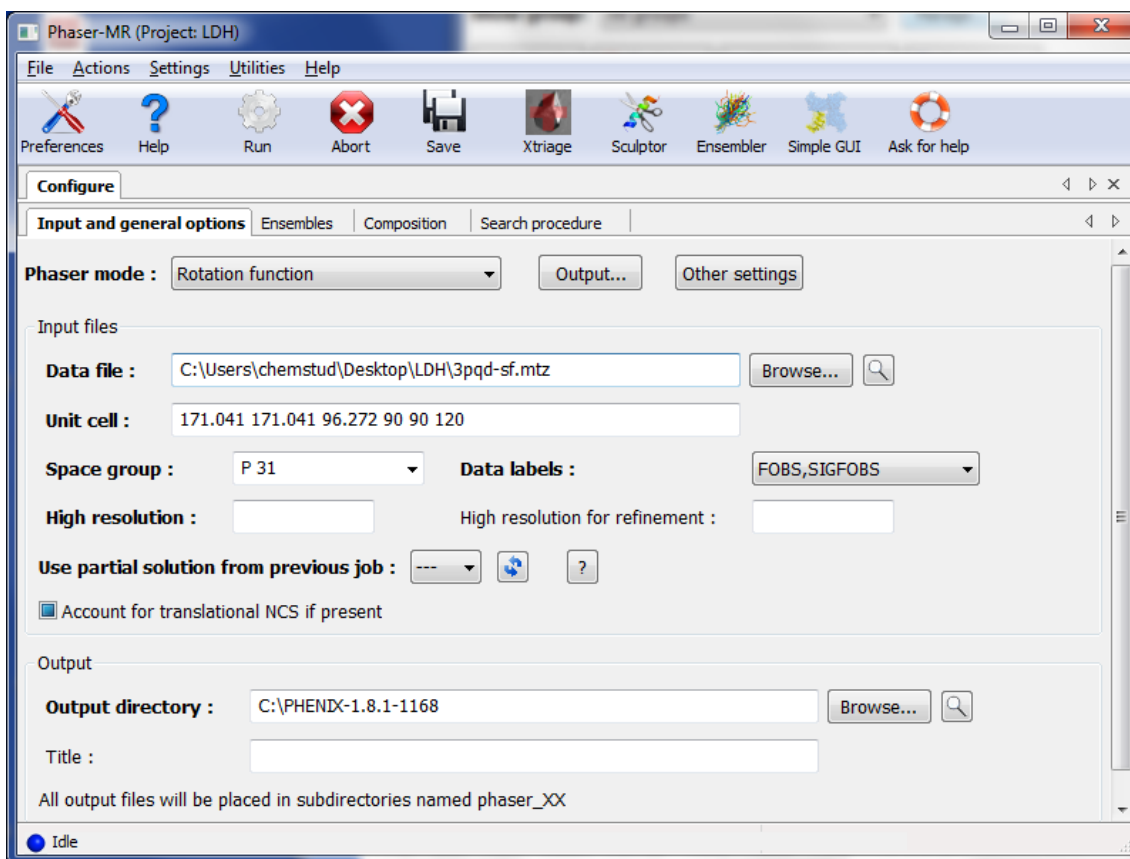 Phaser-MR (Project: LDH)
File Actions Settings Utilities Help
Preferences Help Run Abort Save Xtriage Sculptor Ensembler Simple GUI Ask for help
Configure
Input and general options Ensembles Composition Search procedure
Phaser mode : Rotation function Output... Other settings
Input files
Data file : C:\Users\chemstud\Desktop\LDH\3pqd-sf.mtz Browse...
Unit cell : 171.041 171.041 96.272 90 90 120
Space group : P 31 Data labels : FOBS,SIGFOBS
High resolution : High resolution for refinement :
Use partial solution from previous job : --- ?
Account for translational NCS if present
Output
Output directory : C:\PHENIX-1.8.1-1168 Browse...
Title :
All output files will be placed in subdirectories named phaser_XX
Idle